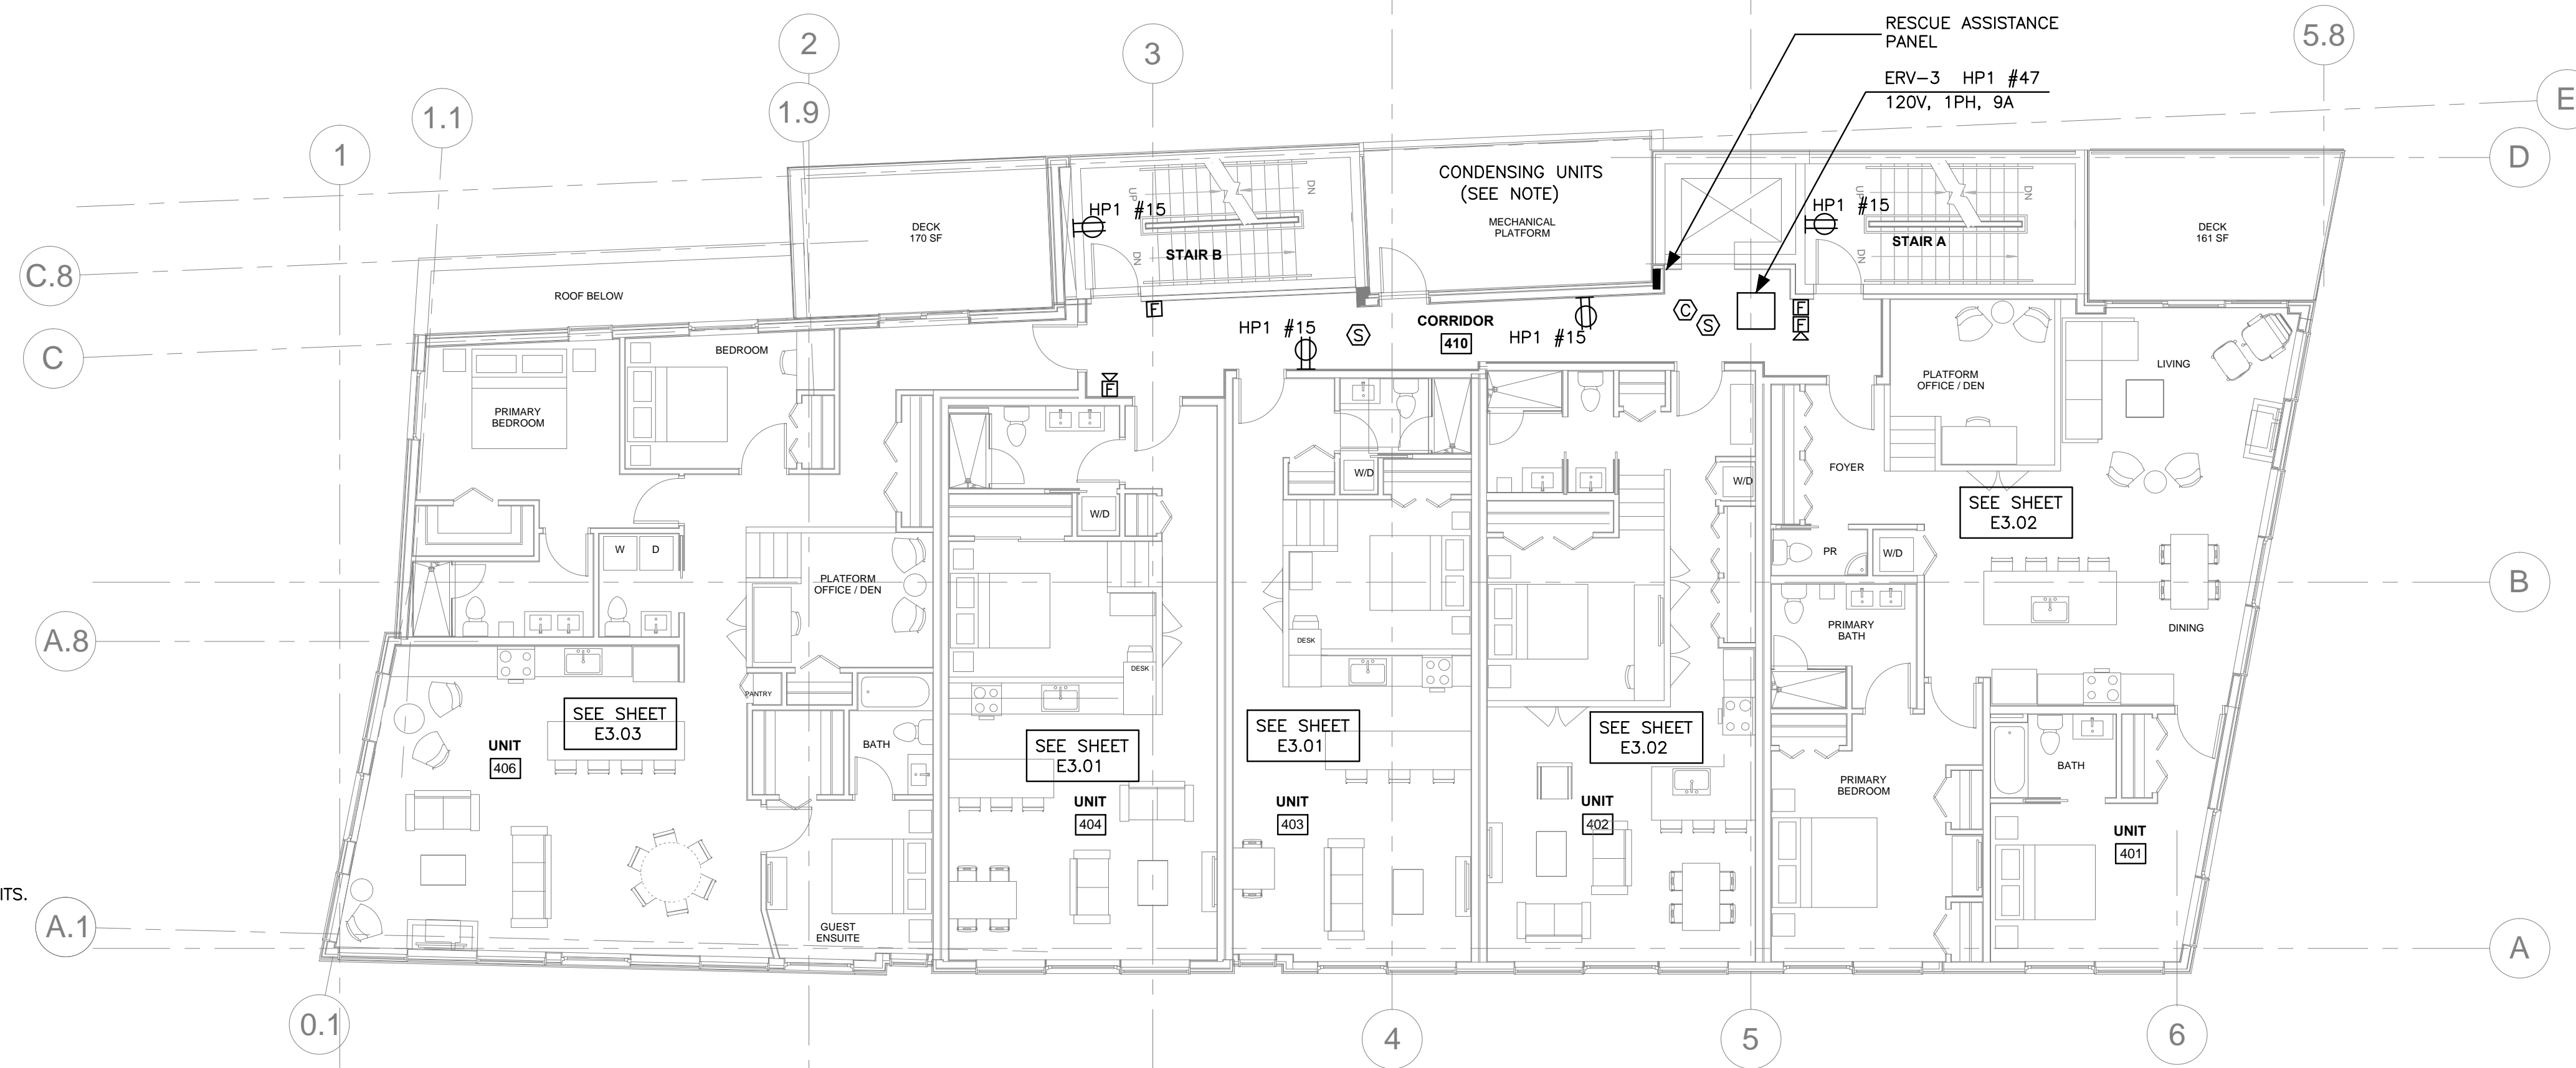 RESCUE ASSISTANCE
PANEL
ERV-3 HP1 #47
120V, 1PH, 9A
2
3
5.8
1.9
1.1
1
E
D
C.8
C
B
A.8
A.1
A
0.1
4
5
6
CONDENSING UNITS
(SEE NOTE)
MECHANICAL
PLATFORM
DECK
170 SF
HP1 #15
UP
DN
DN
STAIR B
HP1 #15
UP
DN
DN
STAIR A
DECK
161 SF
ROOF BELOW
F
HP1 #15
S
CORRIDOR
410
HP1 #15
C
S
F
F
F
BEDROOM
PRIMARY
BEDROOM
PLATFORM
OFFICE / DEN
LIVING
FOYER
SEE SHEET
E3.02
W/D
W/D
W/D
W
D
PLATFORM
OFFICE / DEN
PR
W/D
PRIMARY
BATH
DINING
DESK
DESK
PANTRY
SEE SHEET
E3.03
UNIT
406
BATH
SEE SHEET
E3.01
UNIT
404
SEE SHEET
E3.01
UNIT
403
SEE SHEET
E3.02
UNIT
402
PRIMARY
BEDROOM
BATH
UNIT
401
GUEST
ENSUITE
ITS.